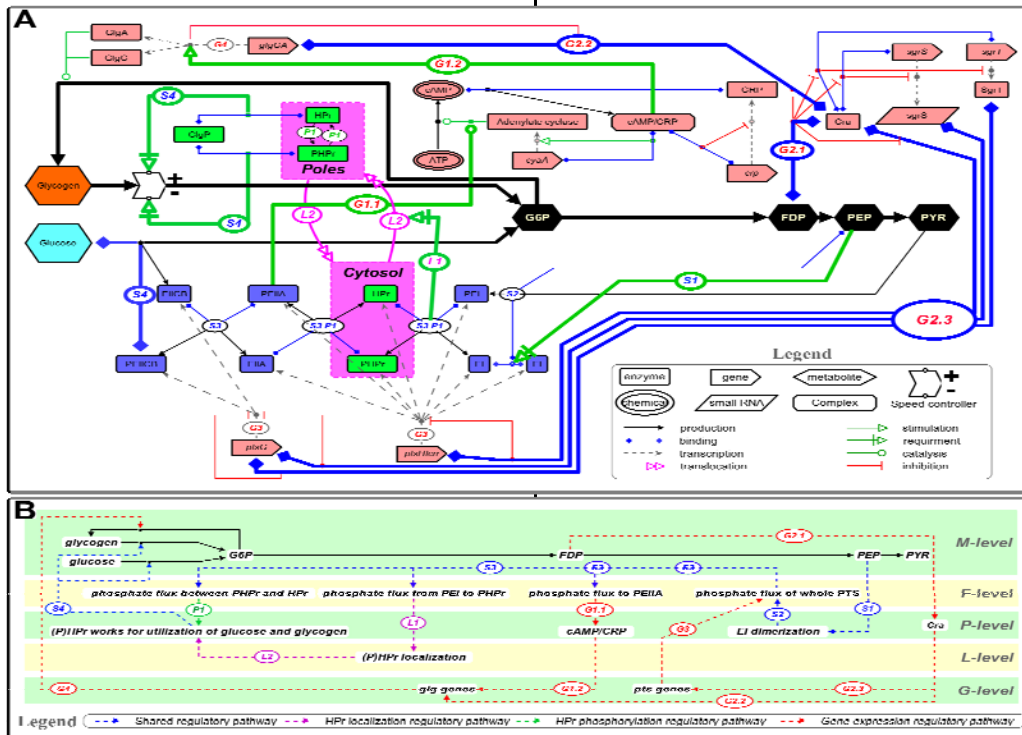 A
GlgA
GlgC
G4
glgCA
G2.2
G1.2
sgrS
sgrT
S4
HPr
cAMP
CRP
SgrT
GlgP
P1
P1
Adenylate cyclase
cAMP/CRP
Cra
sgrS
PHPr
ATP
cyaA
crp
G2.1
Poles
Glycogen
+
-
S4
G1.1
L2
L2
G6P
FDP
PEP
PYR
Glucose
Cytosol
L1
S1
S4
EIICB
PEIIA
HPr
PEI
S2
S3
S3 P1
S3 P1
G2.3
PEIICB
EIIA
PHPr
EI
EI
Legend
enzyme
gene
metabolite
+
-
chemical
small RNA
Complex
Speed controller
G3
G3
ptsG
production
stimulation
binding
requirment
transcription
catalysis
translocation
inhibition
B
M-level
glycogen
G2.1
glucose
G6P
FDP
PEP
PYR
S3
S3
S3
F-level
phosphate flux between PHPr and HPr
phosphate flux from PEI to PHPr
phosphate flux to PEIIA
phosphate flux of whole PTS
S4
P1
L1
G1.1
G3
S2
S1
P-level
(P)HPr works for utilization of glucose and glycogen
cAMP/CRP
EI dimerization
Cra
L-level
L2
(P)HPr localization
G-level
G4
glg genes
G1.2
pts genes
G2.3
G2.2
Legend
Shared regulatory pathway
HPr localization regulatory pathway
HPr phosphorylation regulatory pathway
Gene expression regulatory pathway